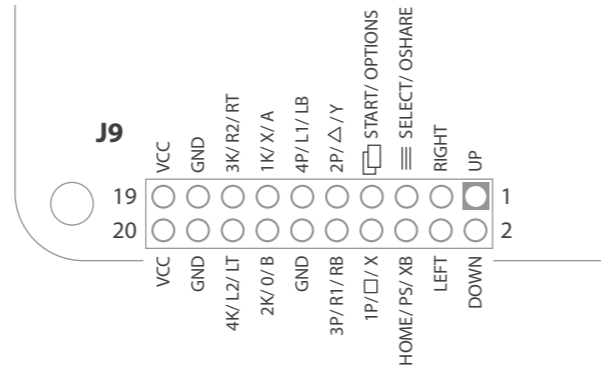 J9
VCC
GND
3K/ R2/ RT
1K/ X/ A
4P/ L1/ LB
2P/ △/ Y
START/ OPTIONS
SELECT/ OSHARE
RIGHT
UP
19
1
20
2
VCC
GND
4K/ L2/ LT
2K/ 0/ B
GND
3P/ R1/ RB
1P/ □/ X
HOME/ PS/ XB
LEFT
DOWN